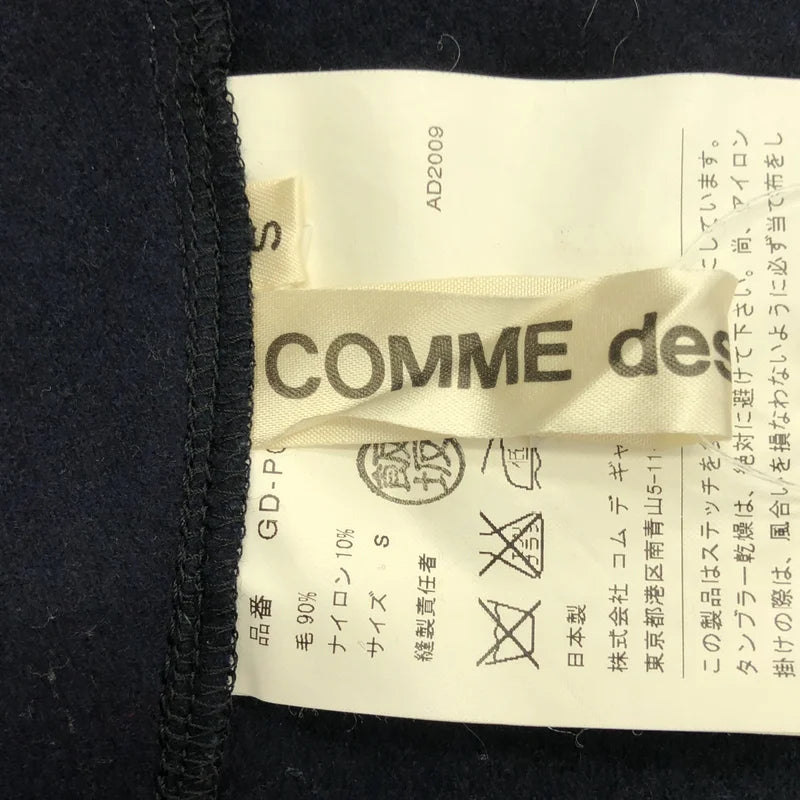 AD2009
S
COMME des
品番 GD-P
毛 90%
ナイロン 10%
サイズ S
縫製責任者
飯坂
低
日本製
株式会社 コム デ ギャ
東京都港区南青山5-11-
この製品はステッチを にしています。
タンブラー乾燥は、絶対に避けて下さい。尚、アイロン
掛けの際は、風合いを損なわないように必ず当て布をし